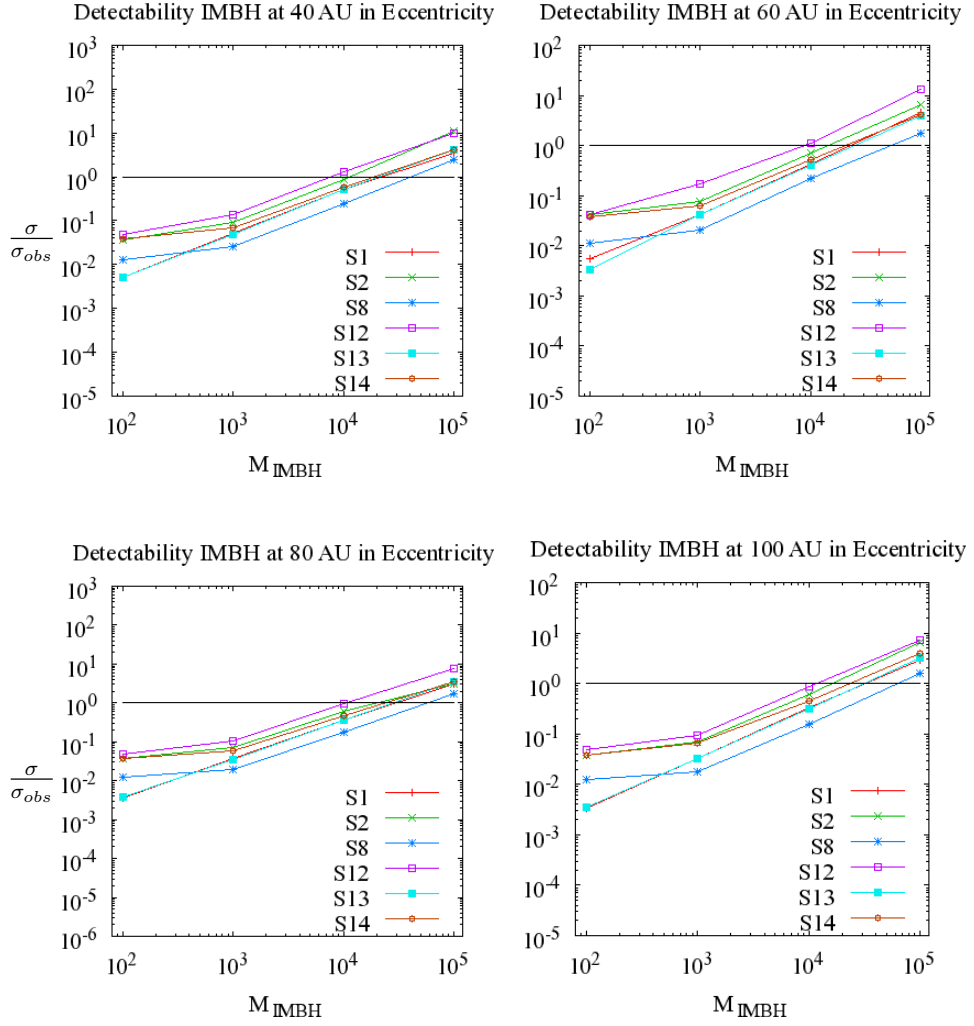 Detectability IMBH at 40 AU in Eccentricity
10^3
10^2
10^1
10^0
10^-1
10^-2
10^-3
10^-4
10^-5
σ/σ_obs
S1
S2
S8
S12
S13
S14
10^2 10^3 10^4 10^5
M_IMBH
Detectability IMBH at 60 AU in Eccentricity
10^2
10^1
10^0
10^-1
10^-2
10^-3
10^-4
10^-5
S1
S2
S8
S12
S13
S14
10^2 10^3 10^4 10^5
M_IMBH
Detectability IMBH at 80 AU in Eccentricity
10^3
10^2
10^1
10^0
10^-1
10^-2
10^-3
10^-4
10^-5
10^-6
σ/σ_obs
S1
S2
S8
S12
S13
S14
10^2 10^3 10^4 10^5
M_IMBH
Detectability IMBH at 100 AU in Eccentricity
10^2
10^1
10^0
10^-1
10^-2
10^-3
10^-4
10^-5
S1
S2
S8
S12
S13
S14
10^2 10^3 10^4 10^5
M_IMBH